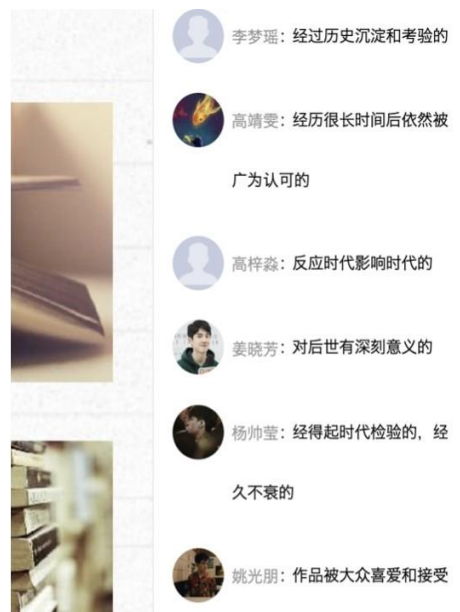 李梦瑶：经过历史沉淀和考验的
高靖雯：经历很长时间后依然被
广为认可的
高梓淼：反应时代影响时代的
姜晓芳：对后世有深刻意义的
杨帅莹：经得起时代检验的，经
久不衰的
姚光朋：作品被大众喜爱和接受